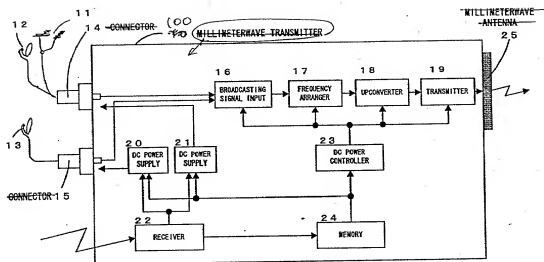 12
11
14 CONNECTOR
100
MILLIMETERWAVE TRANSMITTER
MILLIMETERWAVE
ANTENNA
25
16
BROADCASTING
SIGNAL INPUT
17
FREQUENCY
ARRANGER
18
UPCONVERTER
19
TRANSMITTER
13
CONNECTOR 15
20
DC POWER
SUPPLY
21
DC POWER
SUPPLY
23
DC POWER
CONTROLLER
22
RECEIVER
24
MEMORY